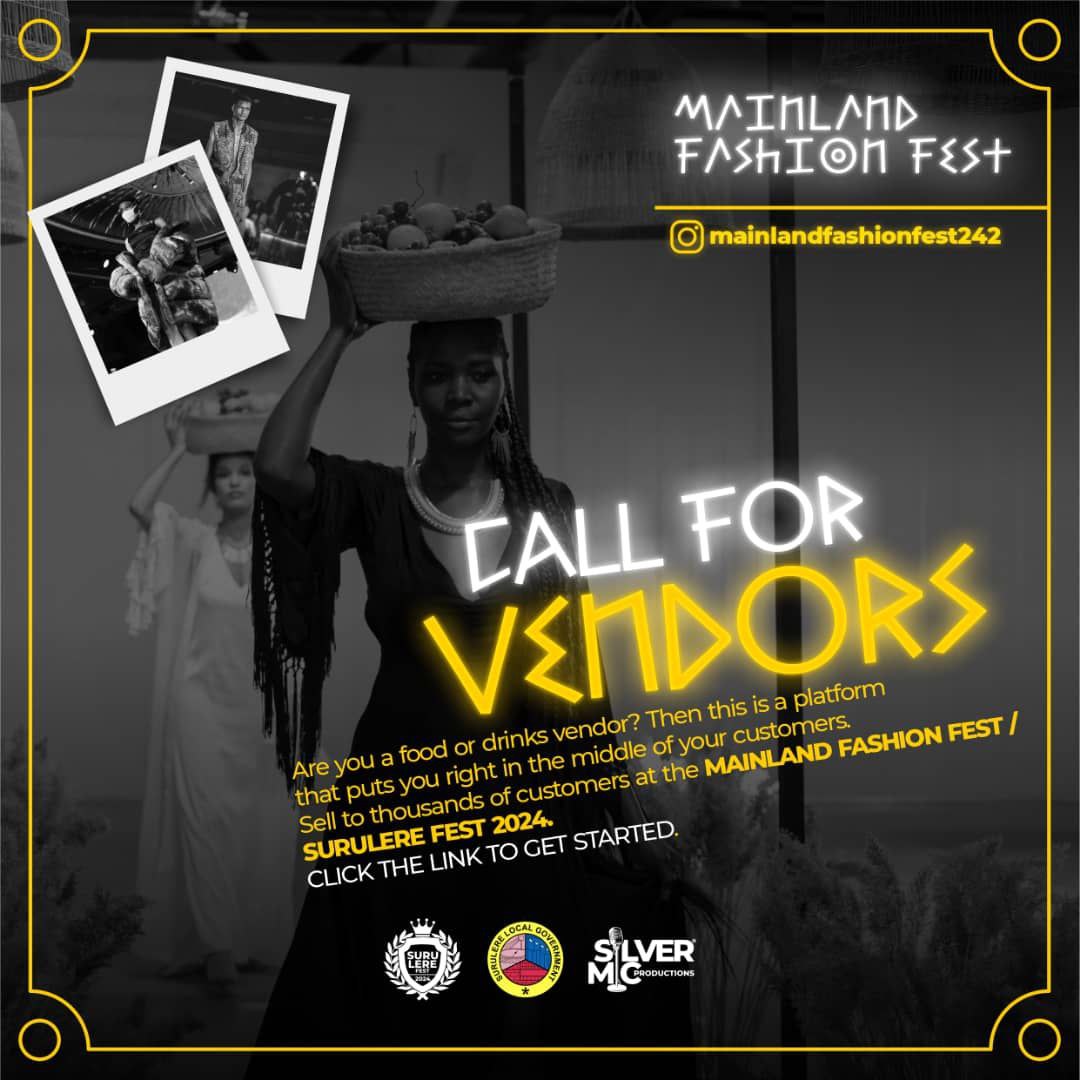 MAINLAND
FASHION FEST
mainlandfashionfest242
CALL FOR
VENDORS
Are you a food or drinks vendor? Then this is a platform
that puts you right in the middle of your customers.
Sell to thousands of customers at the MAINLAND FASHION FEST /
SURULERE FEST 2024.
CLICK THE LINK TO GET STARTED.
SURU
LERE
FEST
2024
SURULERE LOCAL GOVERNMENT
SILVER
MIC PRODUCTIONS